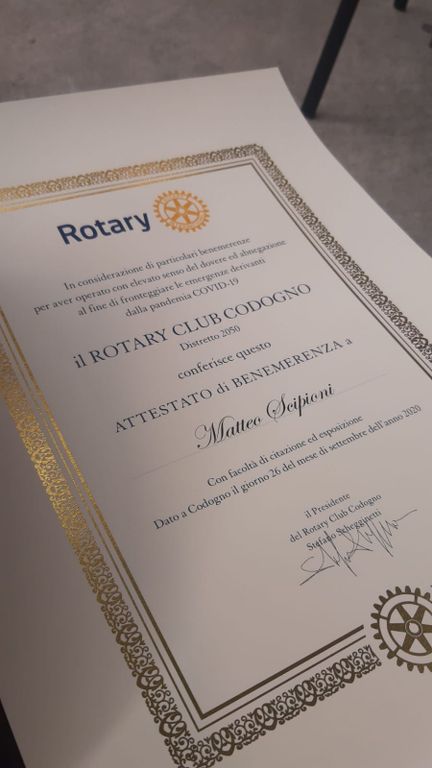 Rotary
In considerazione di particolari benemerenze
per aver operato con elevato senso del dovere ed abnegazione
al fine di fronteggiare le emergenze derivanti
dalla pandemia COVID-19
il ROTARY CLUB CODOGNO
Distretto 2050
conferisce questo
ATTESTATO di BENEMERENZA a
Matteo Scipioni
Con facoltà di citazione ed esposizione
Dato a Codogno il giorno 26 del mese di settembre dell'anno 2020
il Presidente
del Rotary Club Codogno
Stefano